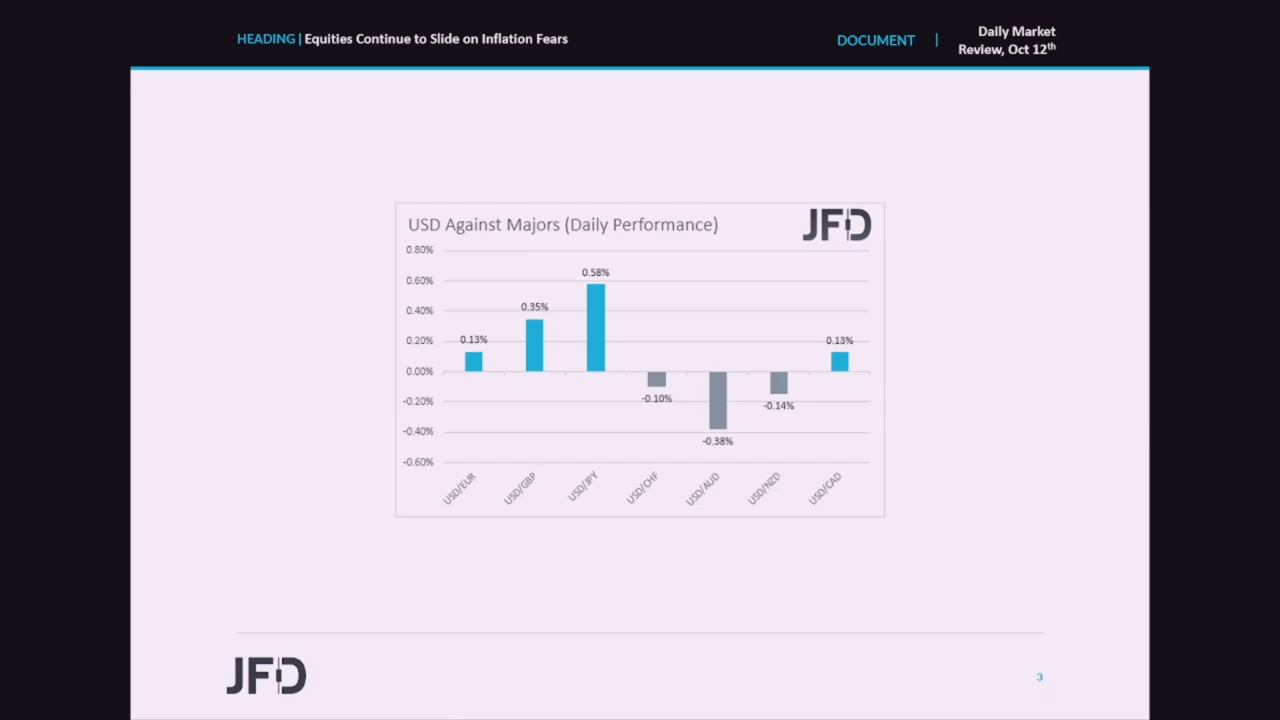 HEADING | Equities Continue to Slide on Inflation Fears
DOCUMENT |
Daily Market
Review, Oct 12th
USD Against Majors (Daily Performance)
JFD
0.80%
0.60%
0.40%
0.20%
0.00%
-0.20%
-0.40%
-0.60%
0.13%
0.35%
0.58%
-0.10%
-0.38%
-0.14%
0.13%
USD/EUR
USD/GBP
USD/JPY
USD/CHF
USD/AUD
USD/NZD
USD/CAD
JFD
3